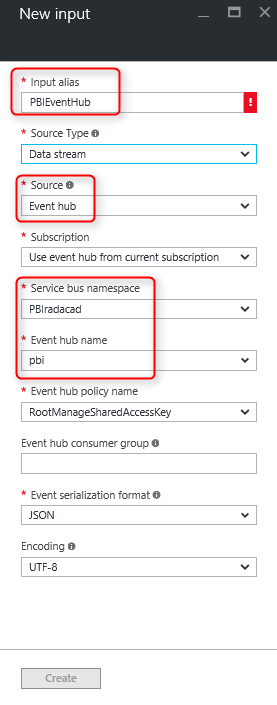 New input
* Input alias
PBIEventHub
!
* Source Type
Data stream
* Source
Event hub
* Subscription
Use event hub from current subscription
* Service bus namespace
PBIradacad
* Event hub name
pbi
* Event hub policy name
RootManageSharedAccessKey
Event hub consumer group
* Event serialization format
JSON
Encoding
UTF-8
Create